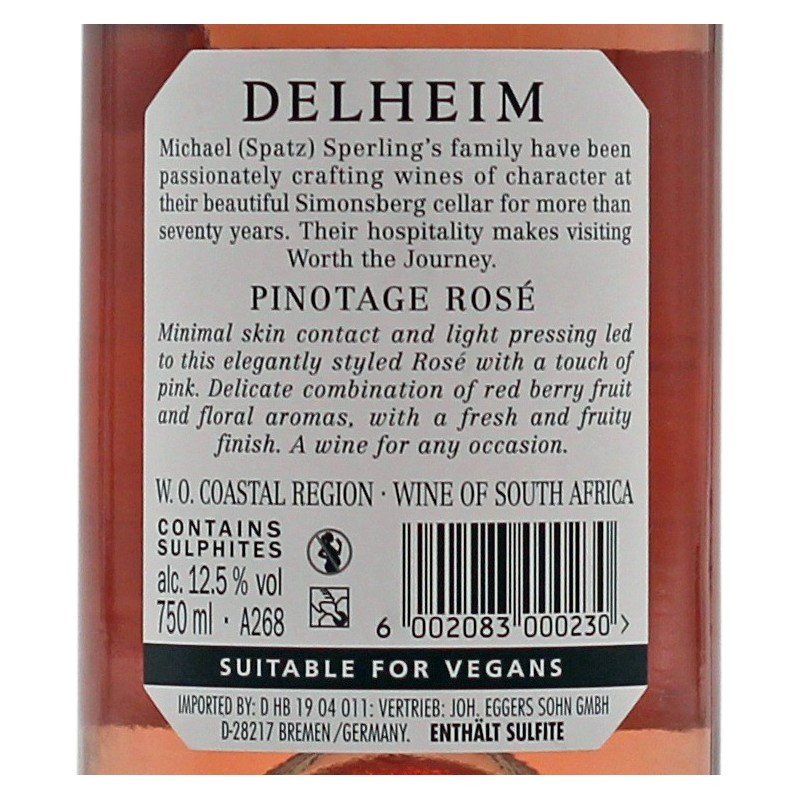 DELHEIM
Michael (Spatz) Sperling's family have been
passionately crafting wines of character at
their beautiful Simonsberg cellar for more than
seventy years. Their hospitality makes visiting
Worth the Journey.
PINOTAGE ROSÉ
Minimal skin contact and light pressing led
to this elegantly styled Rosé with a touch of
pink. Delicate combination of red berry fruit
and floral aromas, with a fresh and fruity
finish. A wine for any occasion.
W. O. COASTAL REGION · WINE OF SOUTH AFRICA
CONTAINS
SULPHITES
alc. 12.5 % vol
750 ml · A268
6 002083 000230 >
SUITABLE FOR VEGANS
IMPORTED BY: D HB 19 04 011: VERTRIEB: JOH. EGGERS SOHN GMBH
D-28217 BREMEN /GERMANY. ENTHÄLT SULFITE